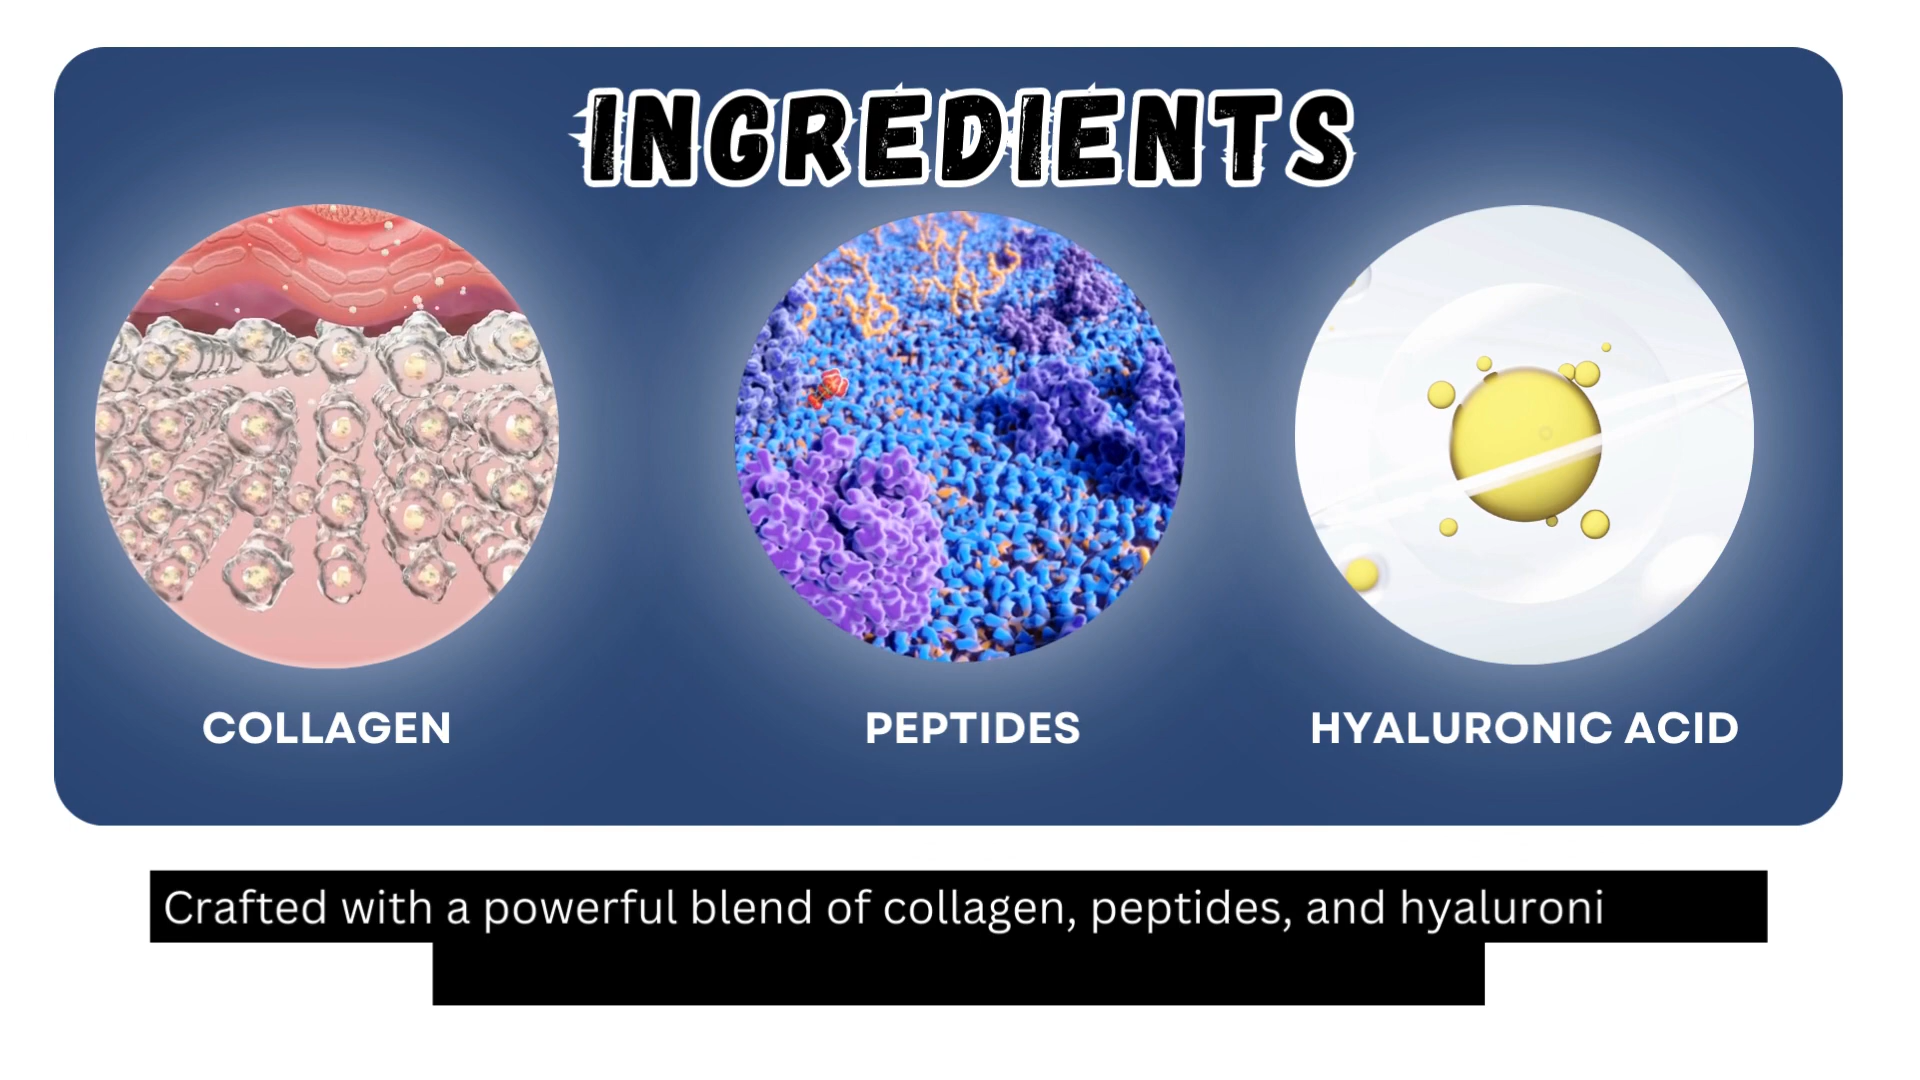 INGREDIENTS
COLLAGEN
PEPTIDES
HYALURONIC ACID
Crafted with a powerful blend of collagen, peptides, and hyaluroni